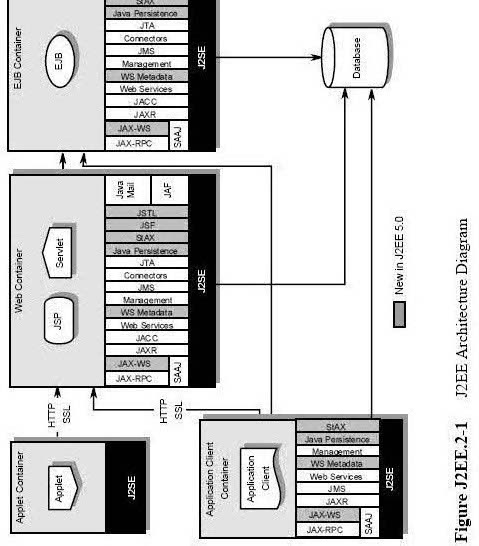 Applet Container
Applet
J2SE
HTTP
SSL
Web Container
JSP
Servlet
JAX-RPC
JAX-WS
SAAJ
JAXR
JACC
Web Services
WS Metadata
Management
JMS
Connectors
JTA
Java Persistence
StAX
JSF
JSTL
Java
Mail
JAF
J2SE
EJB Container
EJB
JAX-RPC
JAX-WS
SAAJ
JAXR
JACC
Web Services
WS Metadata
Management
JMS
Connectors
JTA
Java Persistence
StAX
J2SE
HTTP
SSL
Application Client
Container
Application
Client
JAX-RPC
JAX-WS
SAAJ
JAXR
JMS
Web Services
WS Metadata
Management
Java Persistence
StAX
J2SE
Database
New in J2EE 5.0
Figure J2EE.2-1 J2EE Architecture Diagram